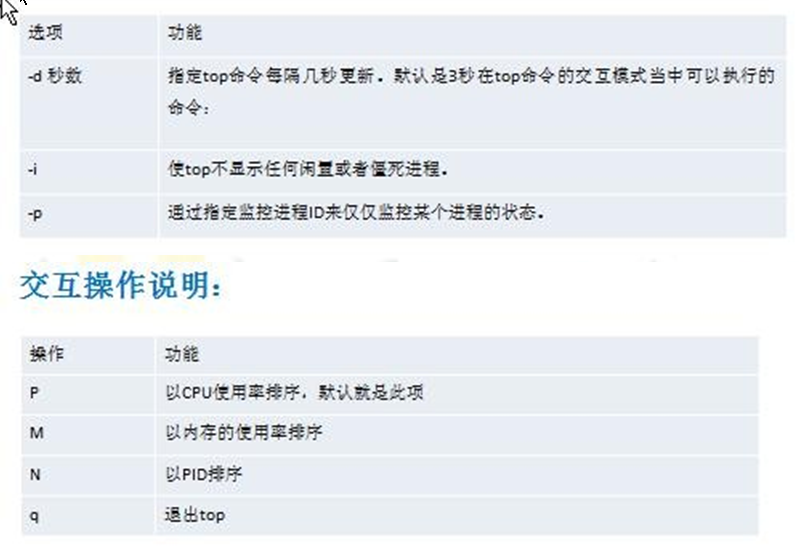 选项 功能
-d 秒数 指定top命令每隔几秒更新。默认是3秒在top命令的交互模式当中可以执行的
命令：
-i 使top不显示任何闲置或者僵死进程。
-p 通过指定监控进程ID来仅仅监控某个进程的状态。
交互操作说明：
操作 功能
P 以CPU使用率排序，默认就是此项
M 以内存的使用率排序
N 以PID排序
q 退出top